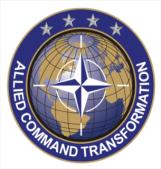 ALLIED COMMAND TRANSFORMATION